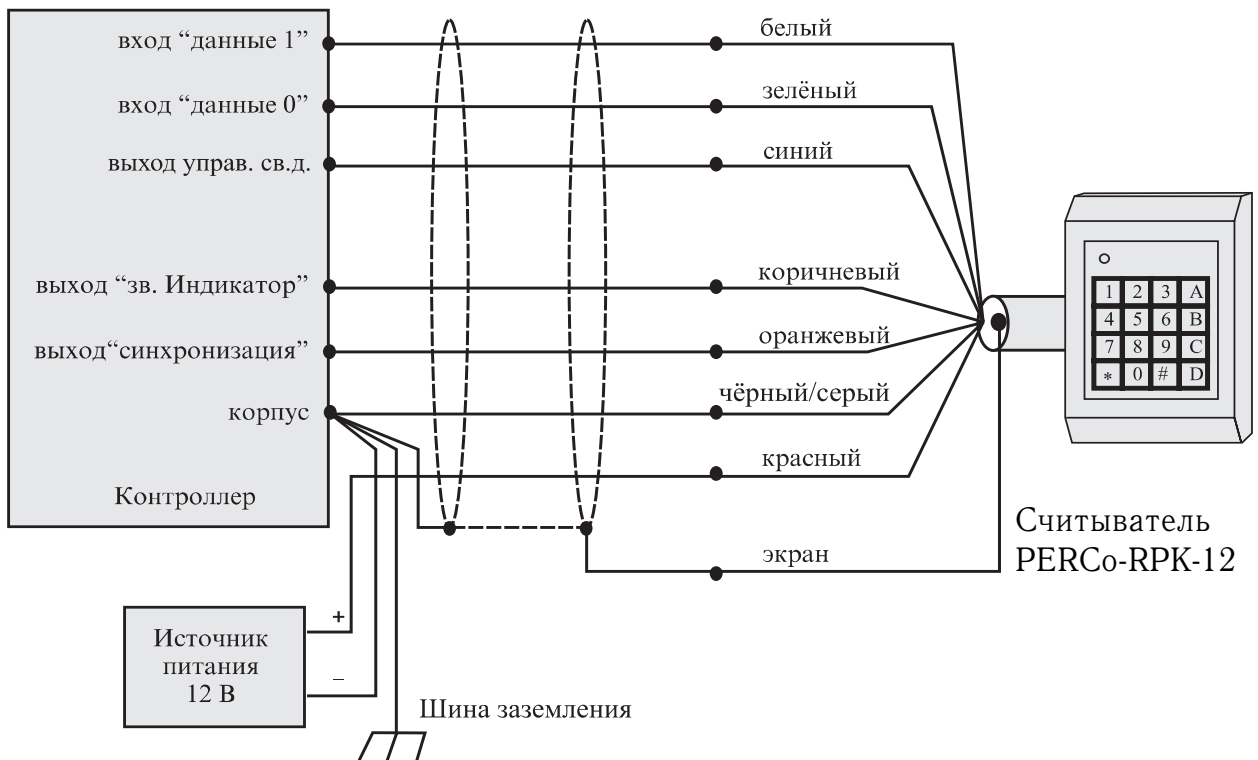 вход “данные 1”
белый
вход “данные 0”
зелёный
выход управ. св.д.
синий
выход “зв. Индикатор”
коричневый
выход“синхронизация”
оранжевый
корпус
чёрный/серый
красный
Контроллер
экран
1 2 3 A
4 5 6 B
7 8 9 C
* 0 # D
Считыватель
PERCo-RPK-12
+
Источник
питания
12 В
–
Шина заземления